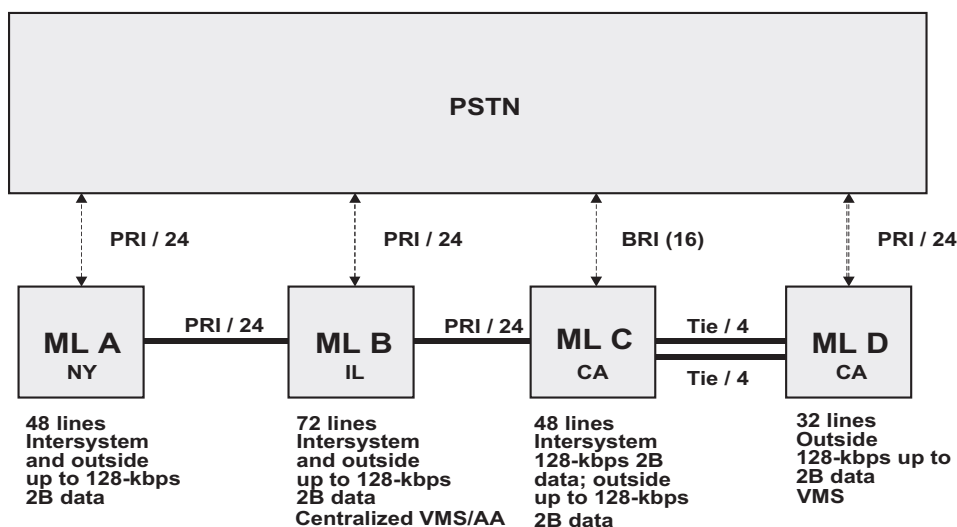 PSTN
PRI / 24
PRI / 24
BRI (16)
PRI / 24
ML A
NY
PRI / 24
ML B
IL
PRI / 24
ML C
CA
Tie / 4
Tie / 4
ML D
CA
48 lines
Intersystem
and outside
up to 128-kbps
2B data
72 lines
Intersystem
and outside
up to 128-kbps
2B data
Centralized VMS/AA
48 lines
Intersystem
128-kbps 2B
data; outside
up to 128-kbps
2B data
32 lines
Outside
128-kbps up to
2B data
VMS